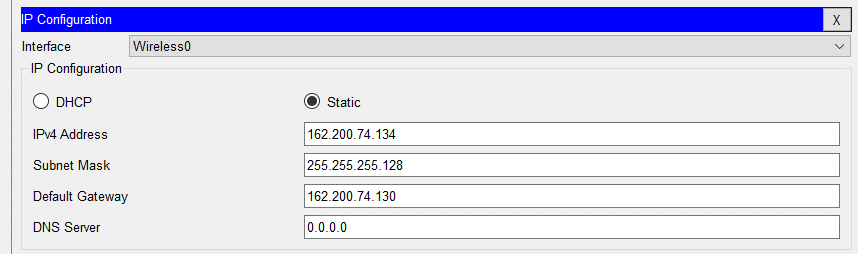 IP Configuration X
Interface Wireless0
IP Configuration
DHCP Static
IPv4 Address 162.200.74.134
Subnet Mask 255.255.255.128
Default Gateway 162.200.74.130
DNS Server 0.0.0.0